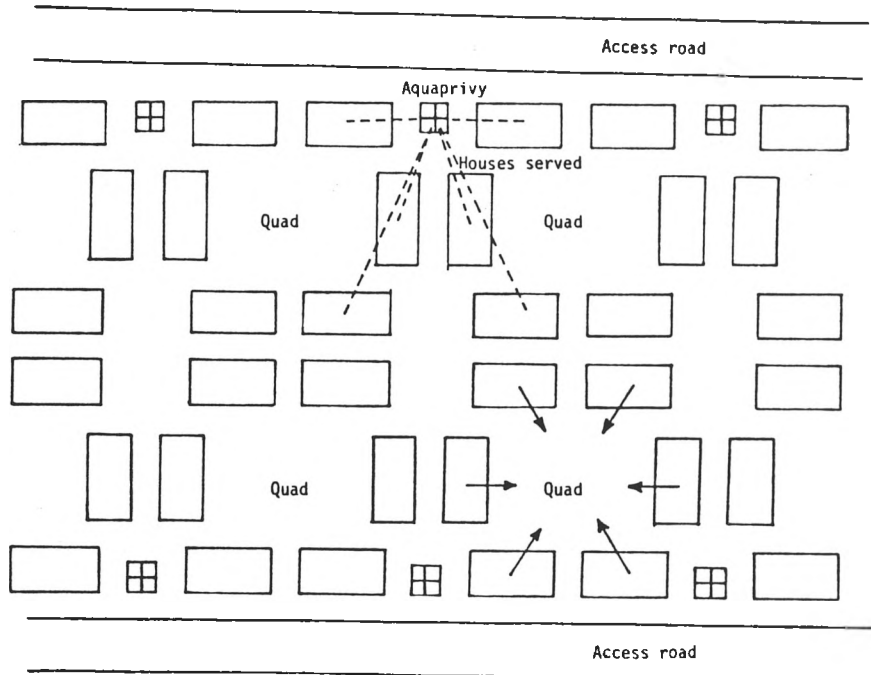 Access road
Aquaprivy
Houses served
Quad
Quad
Quad
Quad
Access road